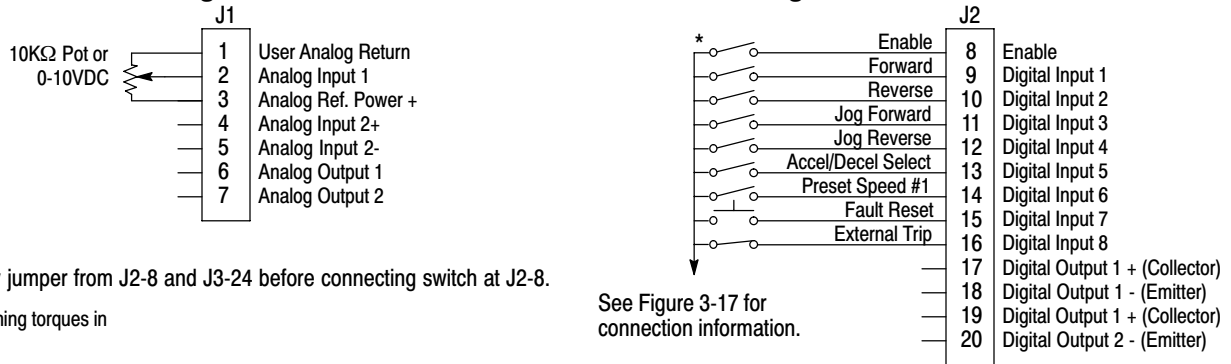 J1
10KΩ Pot or
0-10VDC
1 User Analog Return
2 Analog Input 1
3 Analog Ref. Power +
4 Analog Input 2+
5 Analog Input 2-
6 Analog Output 1
7 Analog Output 2
jumper from J2-8 and J3-24 before connecting switch at J2-8.
torques in
J2
*
Enable 8 Enable
Forward 9 Digital Input 1
Reverse 10 Digital Input 2
Jog Forward 11 Digital Input 3
Jog Reverse 12 Digital Input 4
Accel/Decel Select 13 Digital Input 5
Preset Speed #1 14 Digital Input 6
Fault Reset 15 Digital Input 7
External Trip 16 Digital Input 8
17 Digital Output 1 + (Collector)
18 Digital Output 1 - (Emitter)
19 Digital Output 1 + (Collector)
20 Digital Output 2 - (Emitter)
See Figure 3-17 for
connection information.